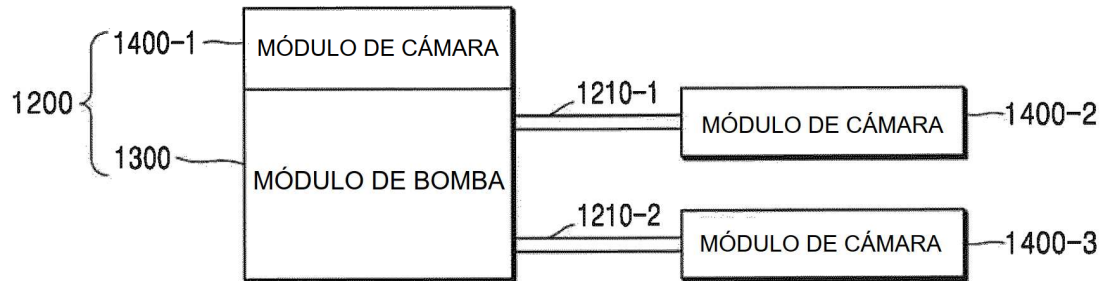 1400-1
MÓDULO DE CÁMARA
1200
1300
MÓDULO DE BOMBA
1210-1
MÓDULO DE CÁMARA
1400-2
1210-2
MÓDULO DE CÁMARA
1400-3